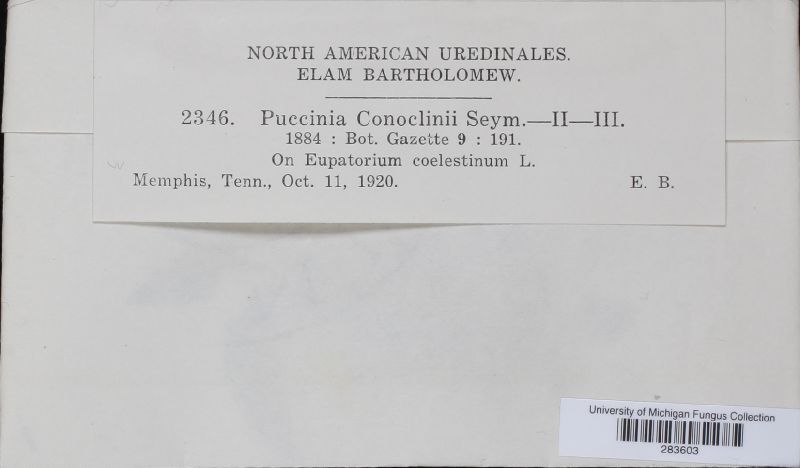 NORTH AMERICAN UREDINALES.
ELAM BARTHOLOMEW.
2346. Puccinia Conoclinii Seym.—II—III.
1884 : Bot. Gazette 9 : 191.
On Eupatorium coelestinum L.
Memphis, Tenn., Oct. 11, 1920. E. B.
University of Michigan Fungus Collection
283603